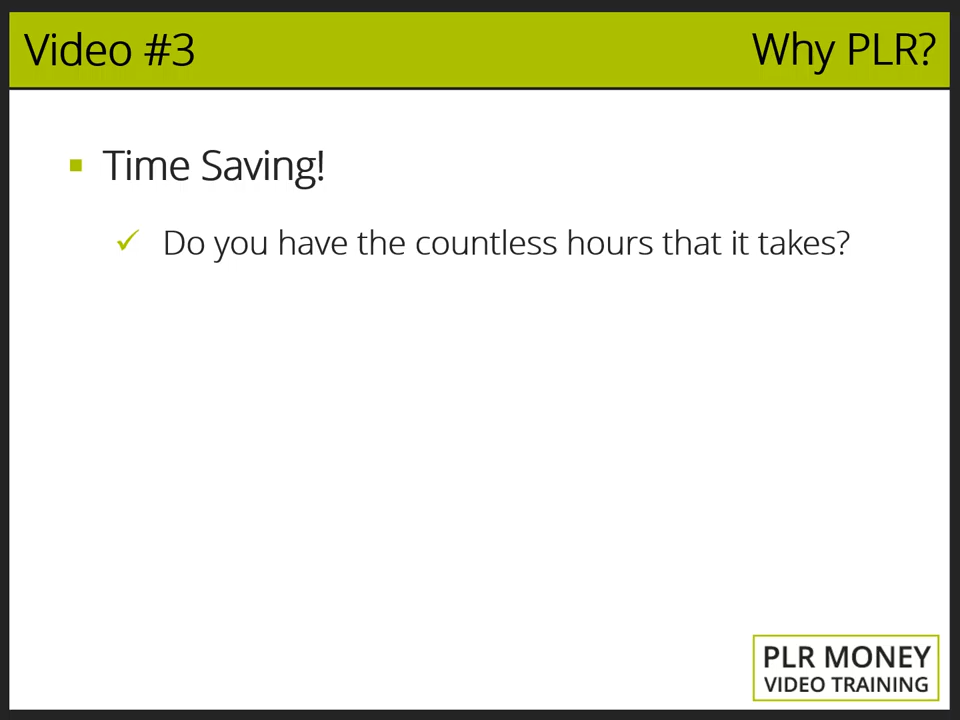 Video #3
Why PLR?
Time Saving!
Do you have the countless hours that it takes?
PLR MONEY
VIDEO TRAINING